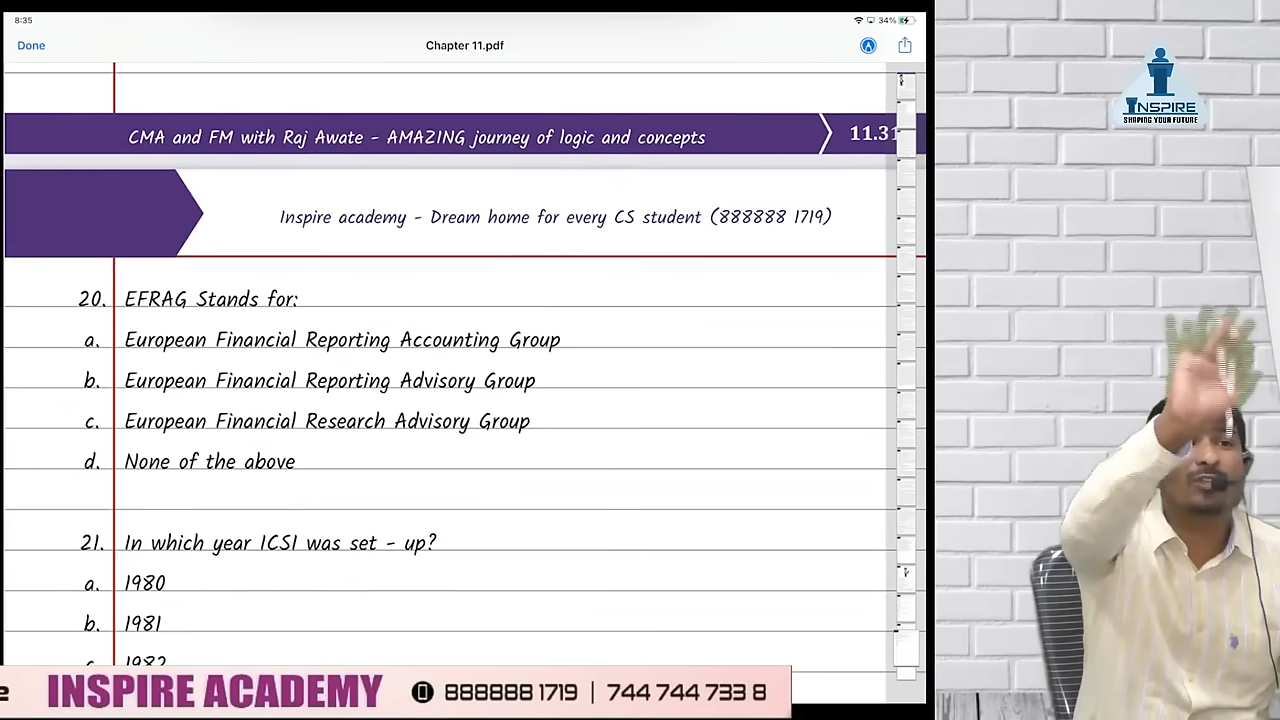 8:35
34%
Done
Chapter 11.pdf
CMA and FM with Raj Awate - AMAZING journey of logic and concepts
11.31
Inspire academy - Dream home for every CS student (888888 1719)
20. EFRAG Stands for:
a. European Financial Reporting Accounting Group
b. European Financial Reporting Advisory Group
c. European Financial Research Advisory Group
d. None of the above
21. In which year ICSI was set - up?
a. 1980
b. 1981
c. 1982
INSPIRE ACADEMY 888888 1719 | 744 744 733 8
INSPIRE
SHAPING YOUR FUTURE